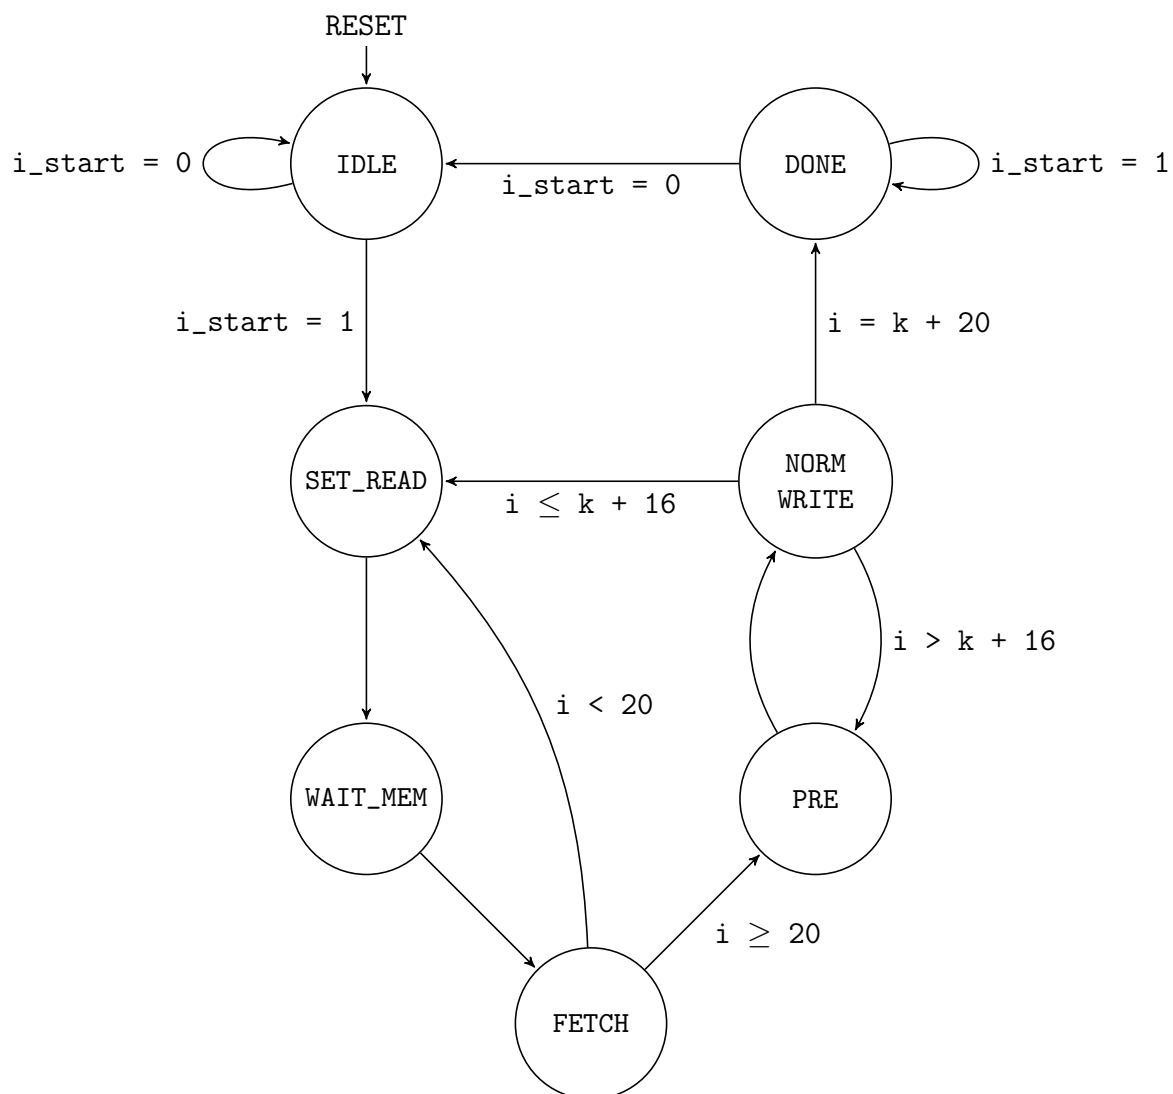 RESET
i_start = 0
IDLE
DONE
i_start = 1
i_start = 0
i_start = 1
i = k + 20
SET_READ
NORM
WRITE
i ≤ k + 16
i > k + 16
i < 20
WAIT_MEM
PRE
i ≥ 20
FETCH